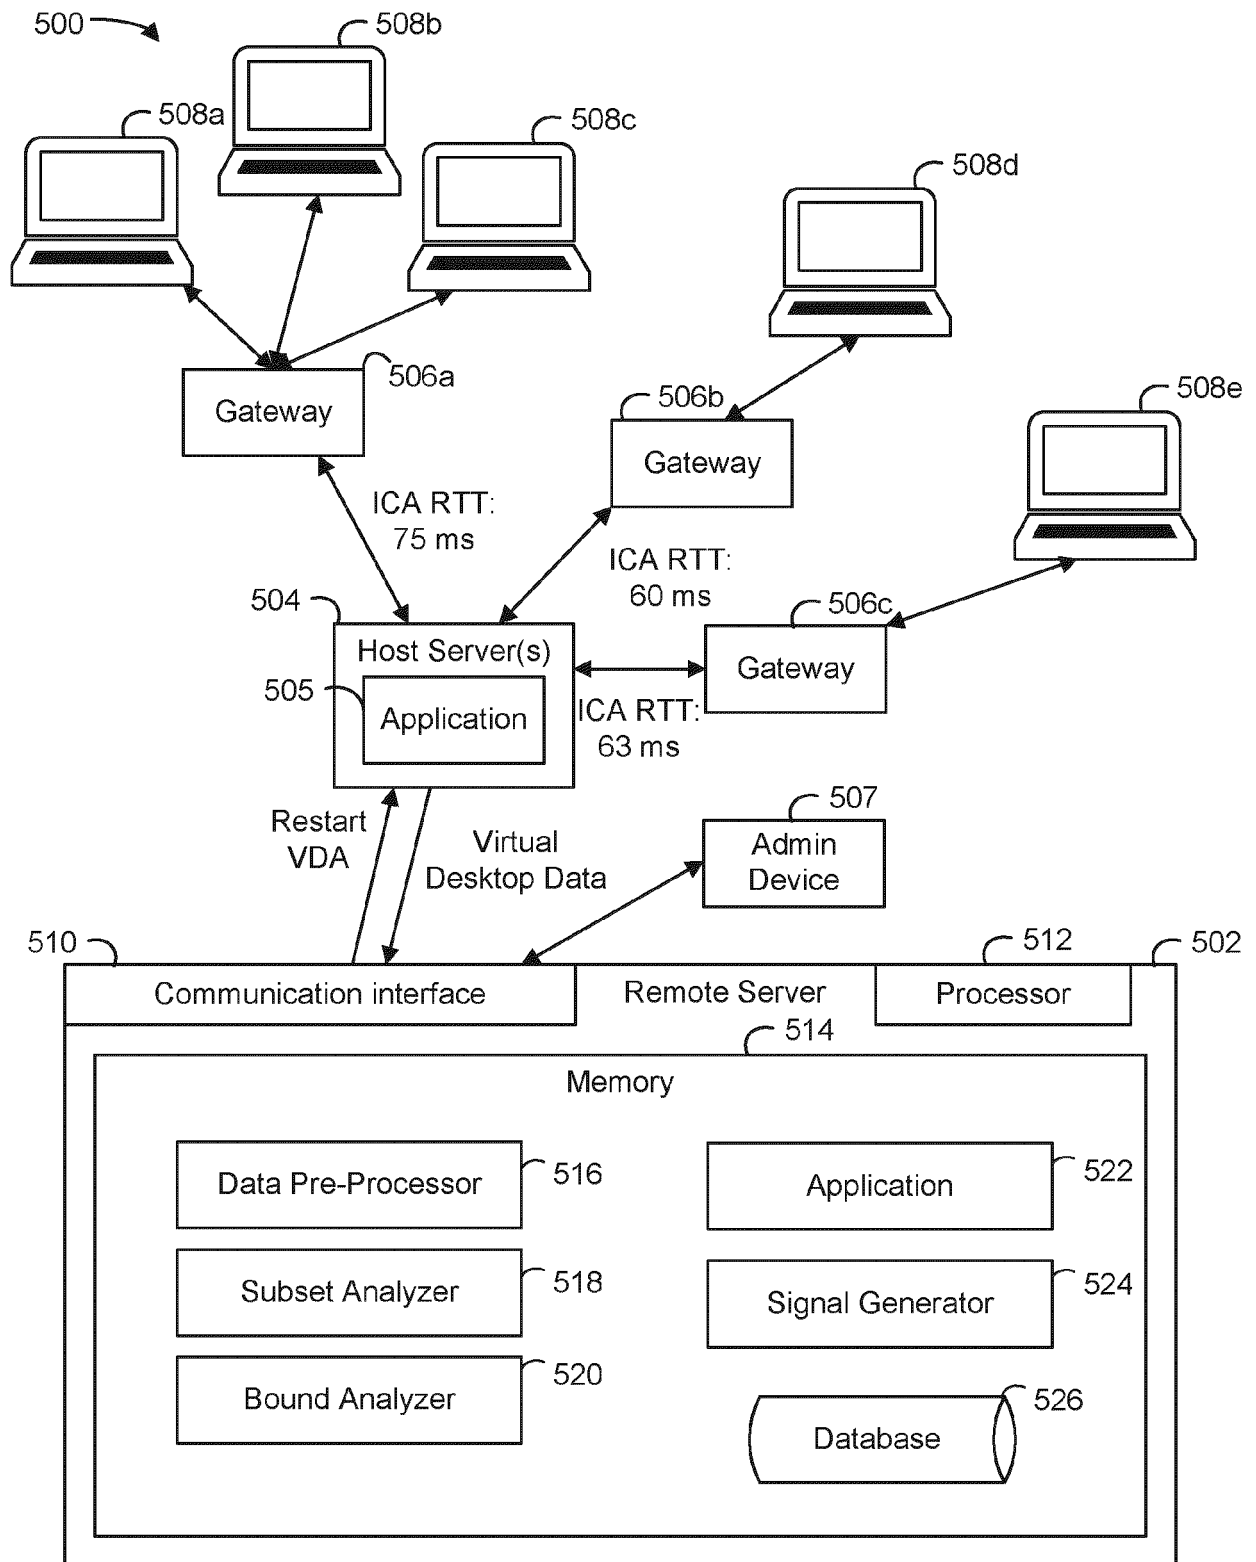 500
508b
508a
508c
508d
508e
506a
Gateway
506b
Gateway
ICA RTT:
75 ms
ICA RTT:
60 ms
504
506c
Host Server(s)
Gateway
505
Application
ICA RTT:
63 ms
507
Restart
VDA
Virtual
Desktop Data
Admin
Device
510
512
502
Communication interface
Remote Server
Processor
514
Memory
Data Pre-Processor
516
Application
522
Subset Analyzer
518
Signal Generator
524
Bound Analyzer
520
526
Database